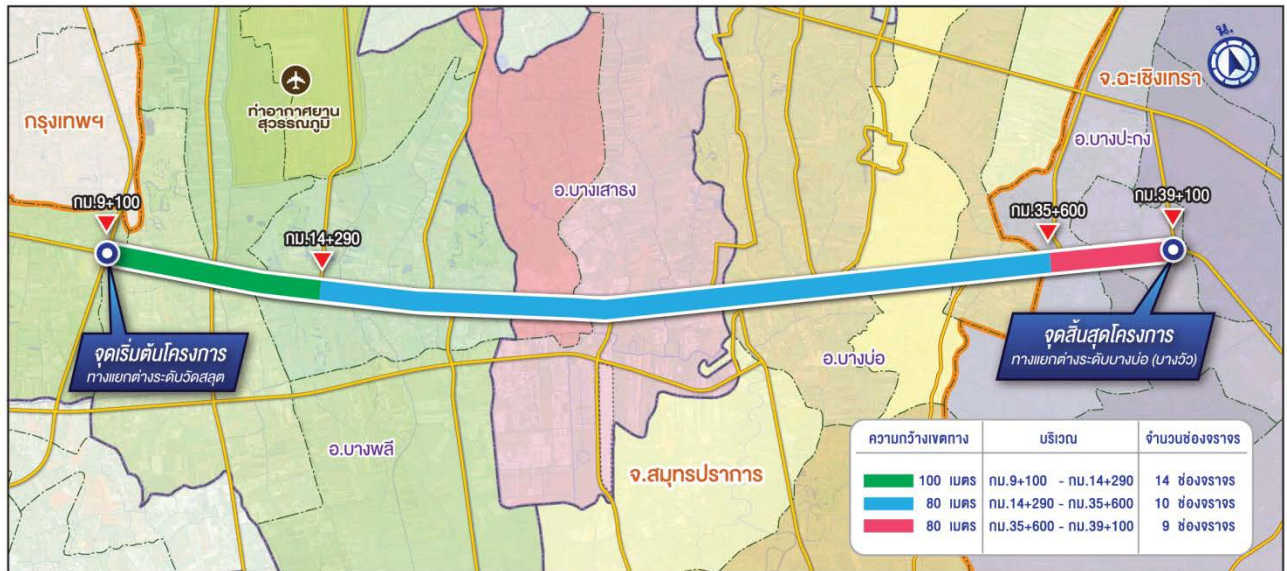 น.
จ.ฉะเชิงเทรา
กรุงเทพฯ
ท่าอากาศยาน
สุวรรณภูมิ
อ.บางปะกง
อ.บางเสาธง
กม.9+100
กม.14+290
กม.35+600
กม.39+100
จุดเริ่มต้นโครงการ
ทางแยกต่างระดับวัดสลุด
จุดสิ้นสุดโครงการ
ทางแยกต่างระดับบางบ่อ (บางวัว)
อ.บางบ่อ
อ.บางพลี
จ.สมุทรปราการ
ความกว้างเขตทาง บริเวณ จำนวนช่องจราจร
100 เมตร กม.9+100 - กม.14+290 14 ช่องจราจร
80 เมตร กม.14+290 - กม.35+600 10 ช่องจราจร
80 เมตร กม.35+600 - กม.39+100 9 ช่องจราจร